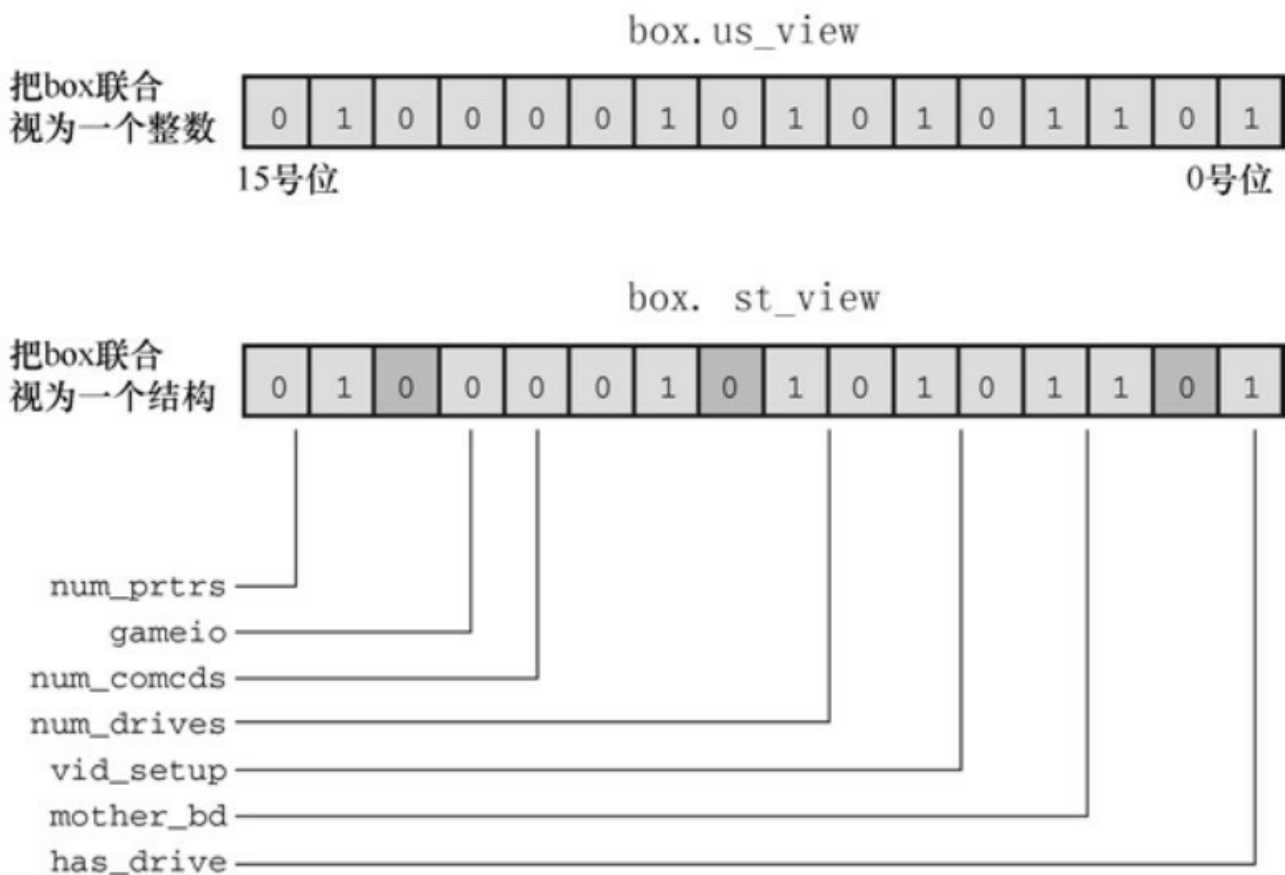 box.us_view
把box联合
视为一个整数
0 1 0 0 0 0 1 0 1 0 1 0 1 1 0 1
15号位 0号位
box. st_view
把box联合
视为一个结构
0 1 0 0 0 0 1 0 1 0 1 0 1 1 0 1
num_prtrs
gameio
num_comcds
num_drives
vid_setup
mother_bd
has_drive